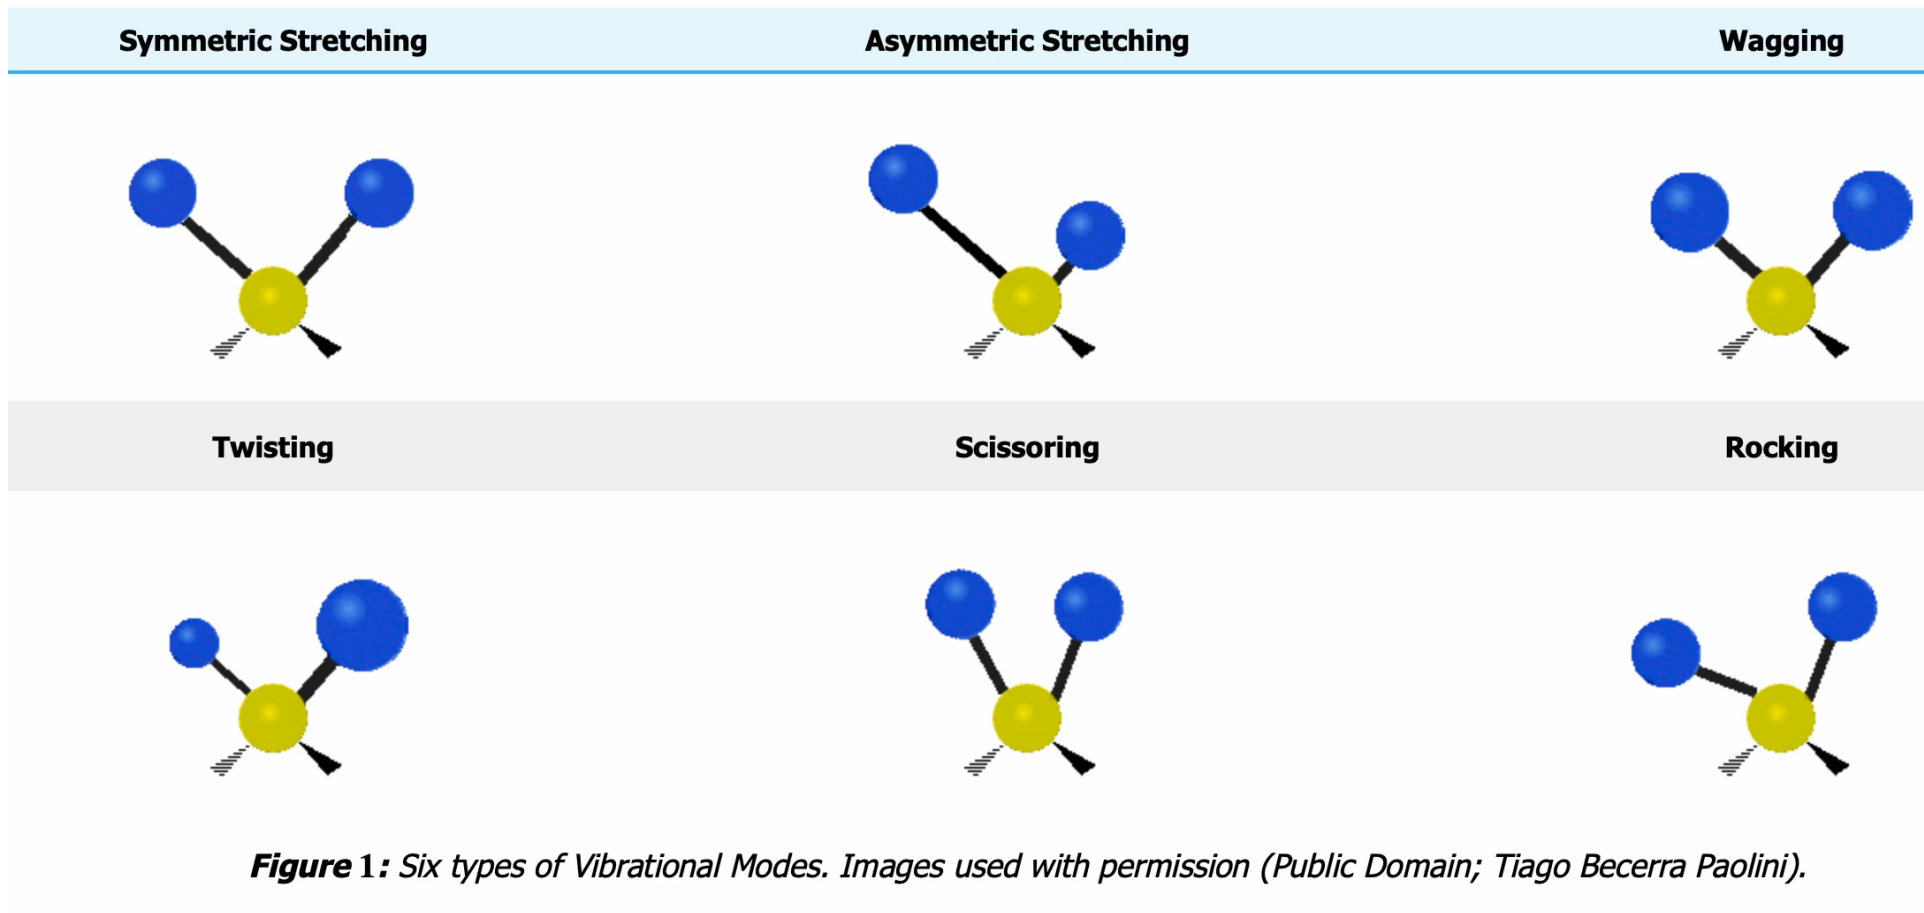 Symmetric Stretching Asymmetric Stretching Wagging
Twisting Scissoring Rocking
Figure 1: Six types of Vibrational Modes. Images used with permission (Public Domain; Tiago Becerra Paolini).